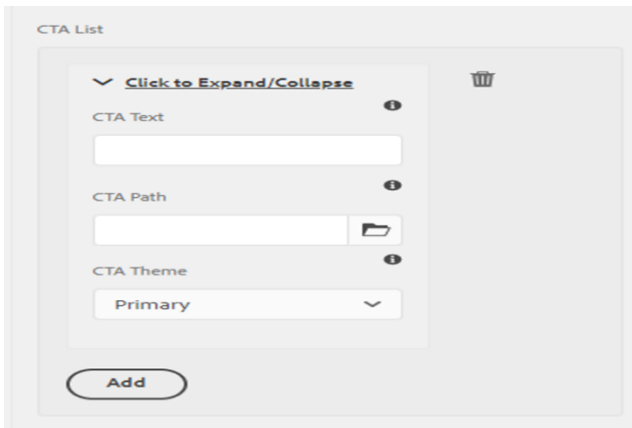 CTA List
Click to Expand/Collapse
CTA Text
CTA Path
CTA Theme
Primary
Add